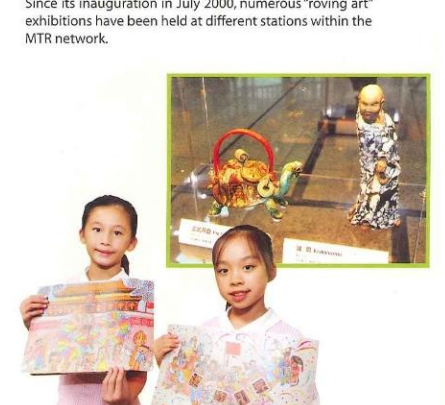 Since its inauguration in July 2000, numerous "roving art"
exhibitions have been held at different stations within the
MTR network.